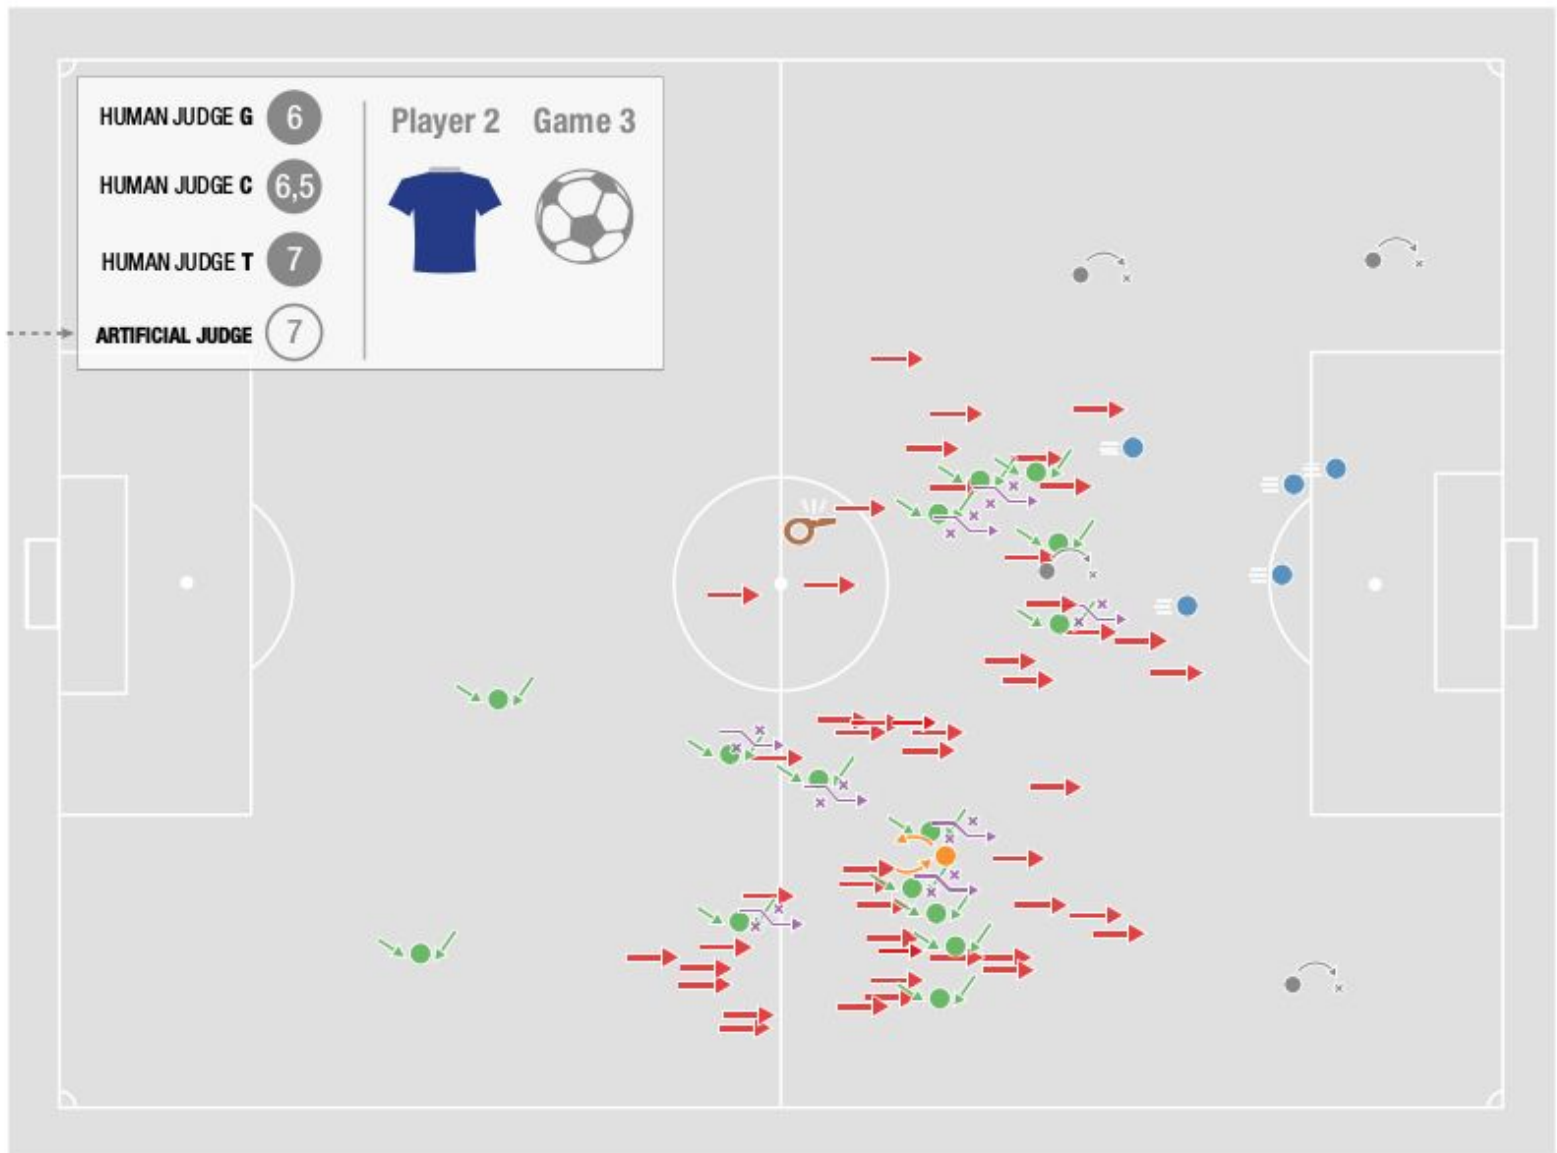 HUMAN JUDGE G 6
HUMAN JUDGE C 6,5
HUMAN JUDGE T 7
ARTIFICIAL JUDGE 7
Player 2 Game 3